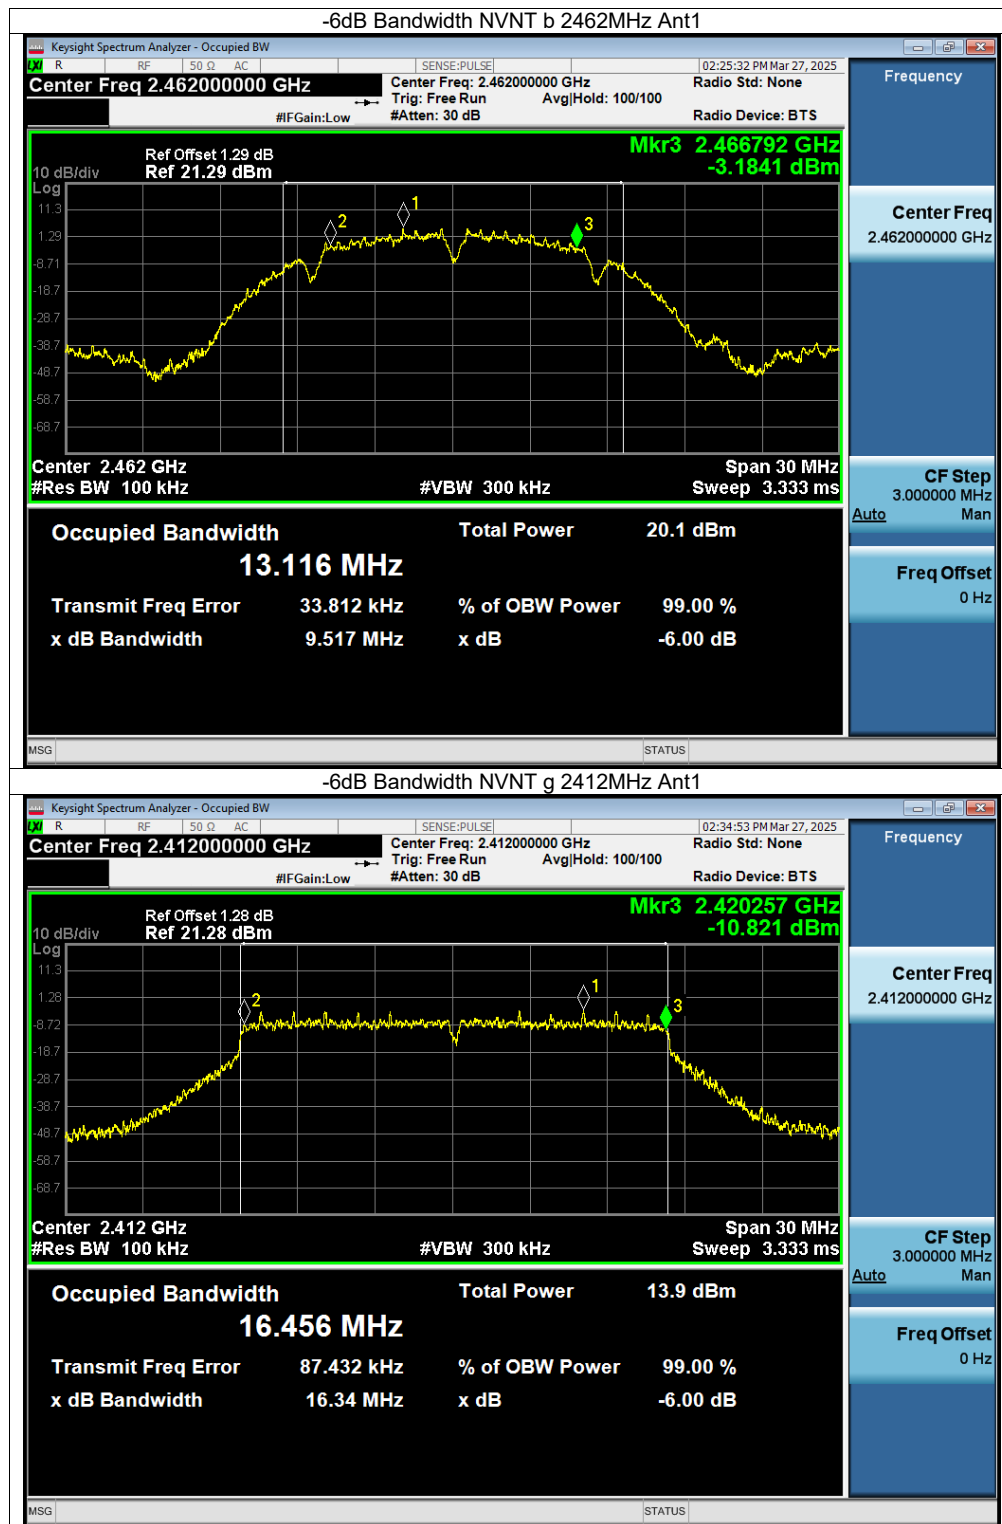 -6dB Bandwidth NVNT b 2462MHz Ant1
Keysight Spectrum Analyzer - Occupied BW
LXI R RF 50 Ω AC SENSE:PULSE 02:25:32 PM Mar 27, 2025
Center Freq 2.462000000 GHz
Center Freq: 2.462000000 GHz Radio Std: None
Trig: Free Run Avg|Hold: 100/100
#IFGain:Low #Atten: 30 dB Radio Device: BTS
Frequency
Mkr3 2.466792 GHz
-3.1841 dBm
Ref Offset 1.29 dB
10 dB/div Ref 21.29 dBm
Log
11.3
1.29
-8.71
-18.7
-28.7
-38.7
-48.7
-58.7
-68.7
1
2
3
Center 2.462 GHz Span 30 MHz
#Res BW 100 kHz #VBW 300 kHz Sweep 3.333 ms
Center Freq
2.462000000 GHz
CF Step
3.000000 MHz
Auto Man
Freq Offset
0 Hz
Occupied Bandwidth Total Power 20.1 dBm
13.116 MHz
Transmit Freq Error 33.812 kHz % of OBW Power 99.00 %
x dB Bandwidth 9.517 MHz x dB -6.00 dB
MSG STATUS
-6dB Bandwidth NVNT g 2412MHz Ant1
Keysight Spectrum Analyzer - Occupied BW
LXI R RF 50 Ω AC SENSE:PULSE 02:34:53 PM Mar 27, 2025
Center Freq 2.412000000 GHz
Center Freq: 2.412000000 GHz Radio Std: None
Trig: Free Run Avg|Hold: 100/100
#IFGain:Low #Atten: 30 dB Radio Device: BTS
Frequency
Mkr3 2.420257 GHz
-10.821 dBm
Ref Offset 1.28 dB
10 dB/div Ref 21.28 dBm
Log
11.3
1.28
-8.72
-18.7
-28.7
-38.7
-48.7
-58.7
-68.7
1
2
3
Center 2.412 GHz Span 30 MHz
#Res BW 100 kHz #VBW 300 kHz Sweep 3.333 ms
Center Freq
2.412000000 GHz
CF Step
3.000000 MHz
Auto Man
Freq Offset
0 Hz
Occupied Bandwidth Total Power 13.9 dBm
16.456 MHz
Transmit Freq Error 87.432 kHz % of OBW Power 99.00 %
x dB Bandwidth 16.34 MHz x dB -6.00 dB
MSG STATUS